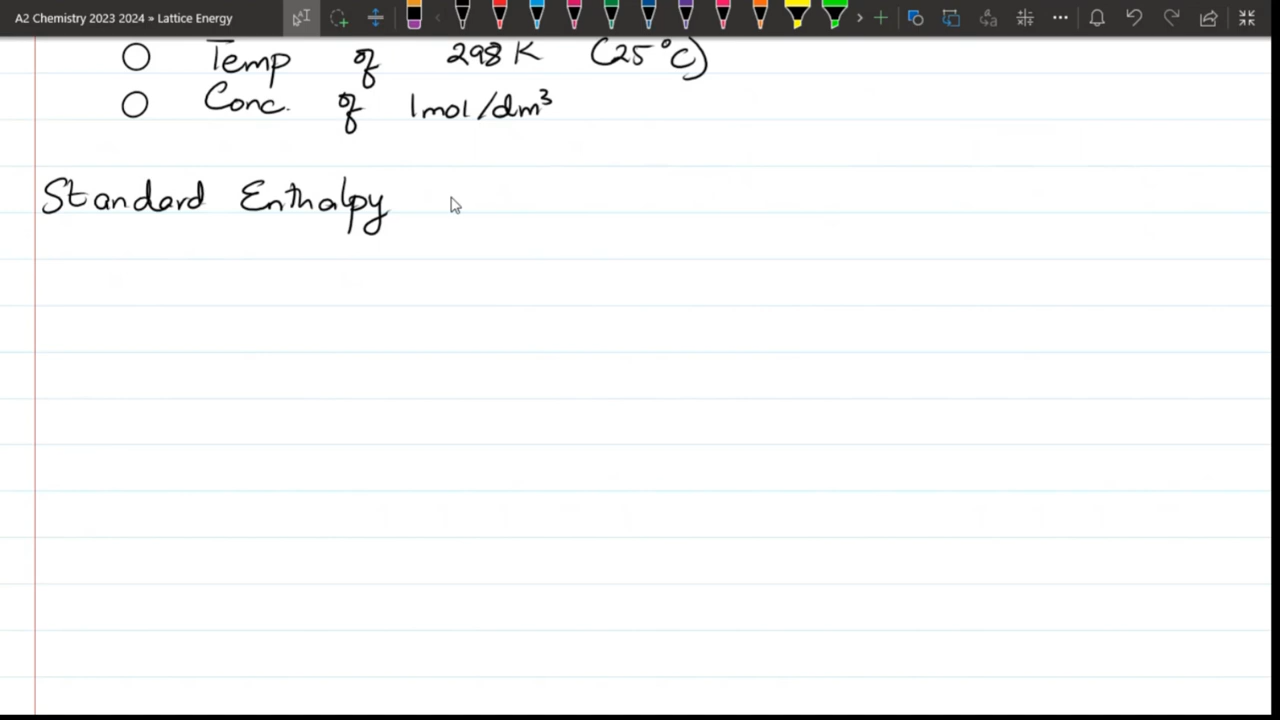 A2 Chemistry 2023 2024 » Lattice Energy
Temp of 298 K (25°C)
Conc. of 1mol/dm³
Standard Enthalpy